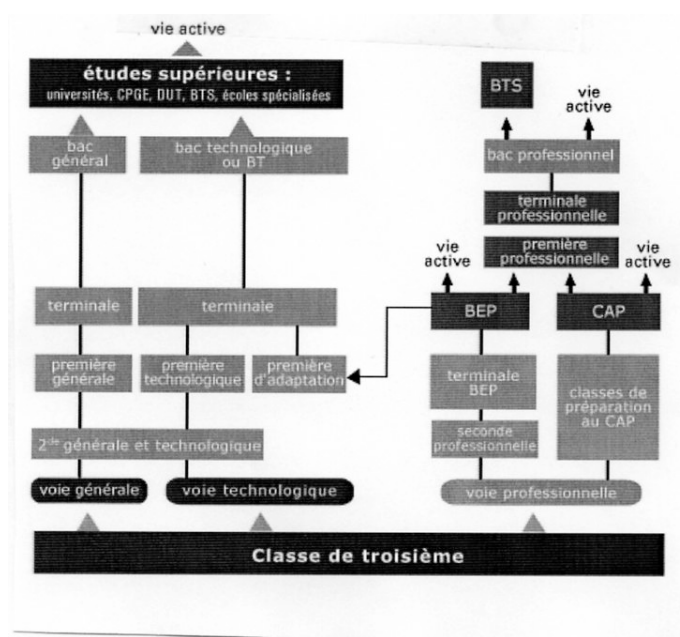 vie active
études supérieures :
universités, CPGE, DUT, BTS, écoles spécialisées
BTS
vie
active
bac
général
bac technologique
ou BT
bac professionnel
terminale
professionnelle
première
professionnelle
vie
active
vie
active
terminale
terminale
BEP
CAP
première
générale
première
technologique
première
d'adaptation
terminale
BEP
classes de
préparation
au CAP
seconde
professionnelle
2de générale et technologique
voie générale
voie technologique
voie professionnelle
Classe de troisième